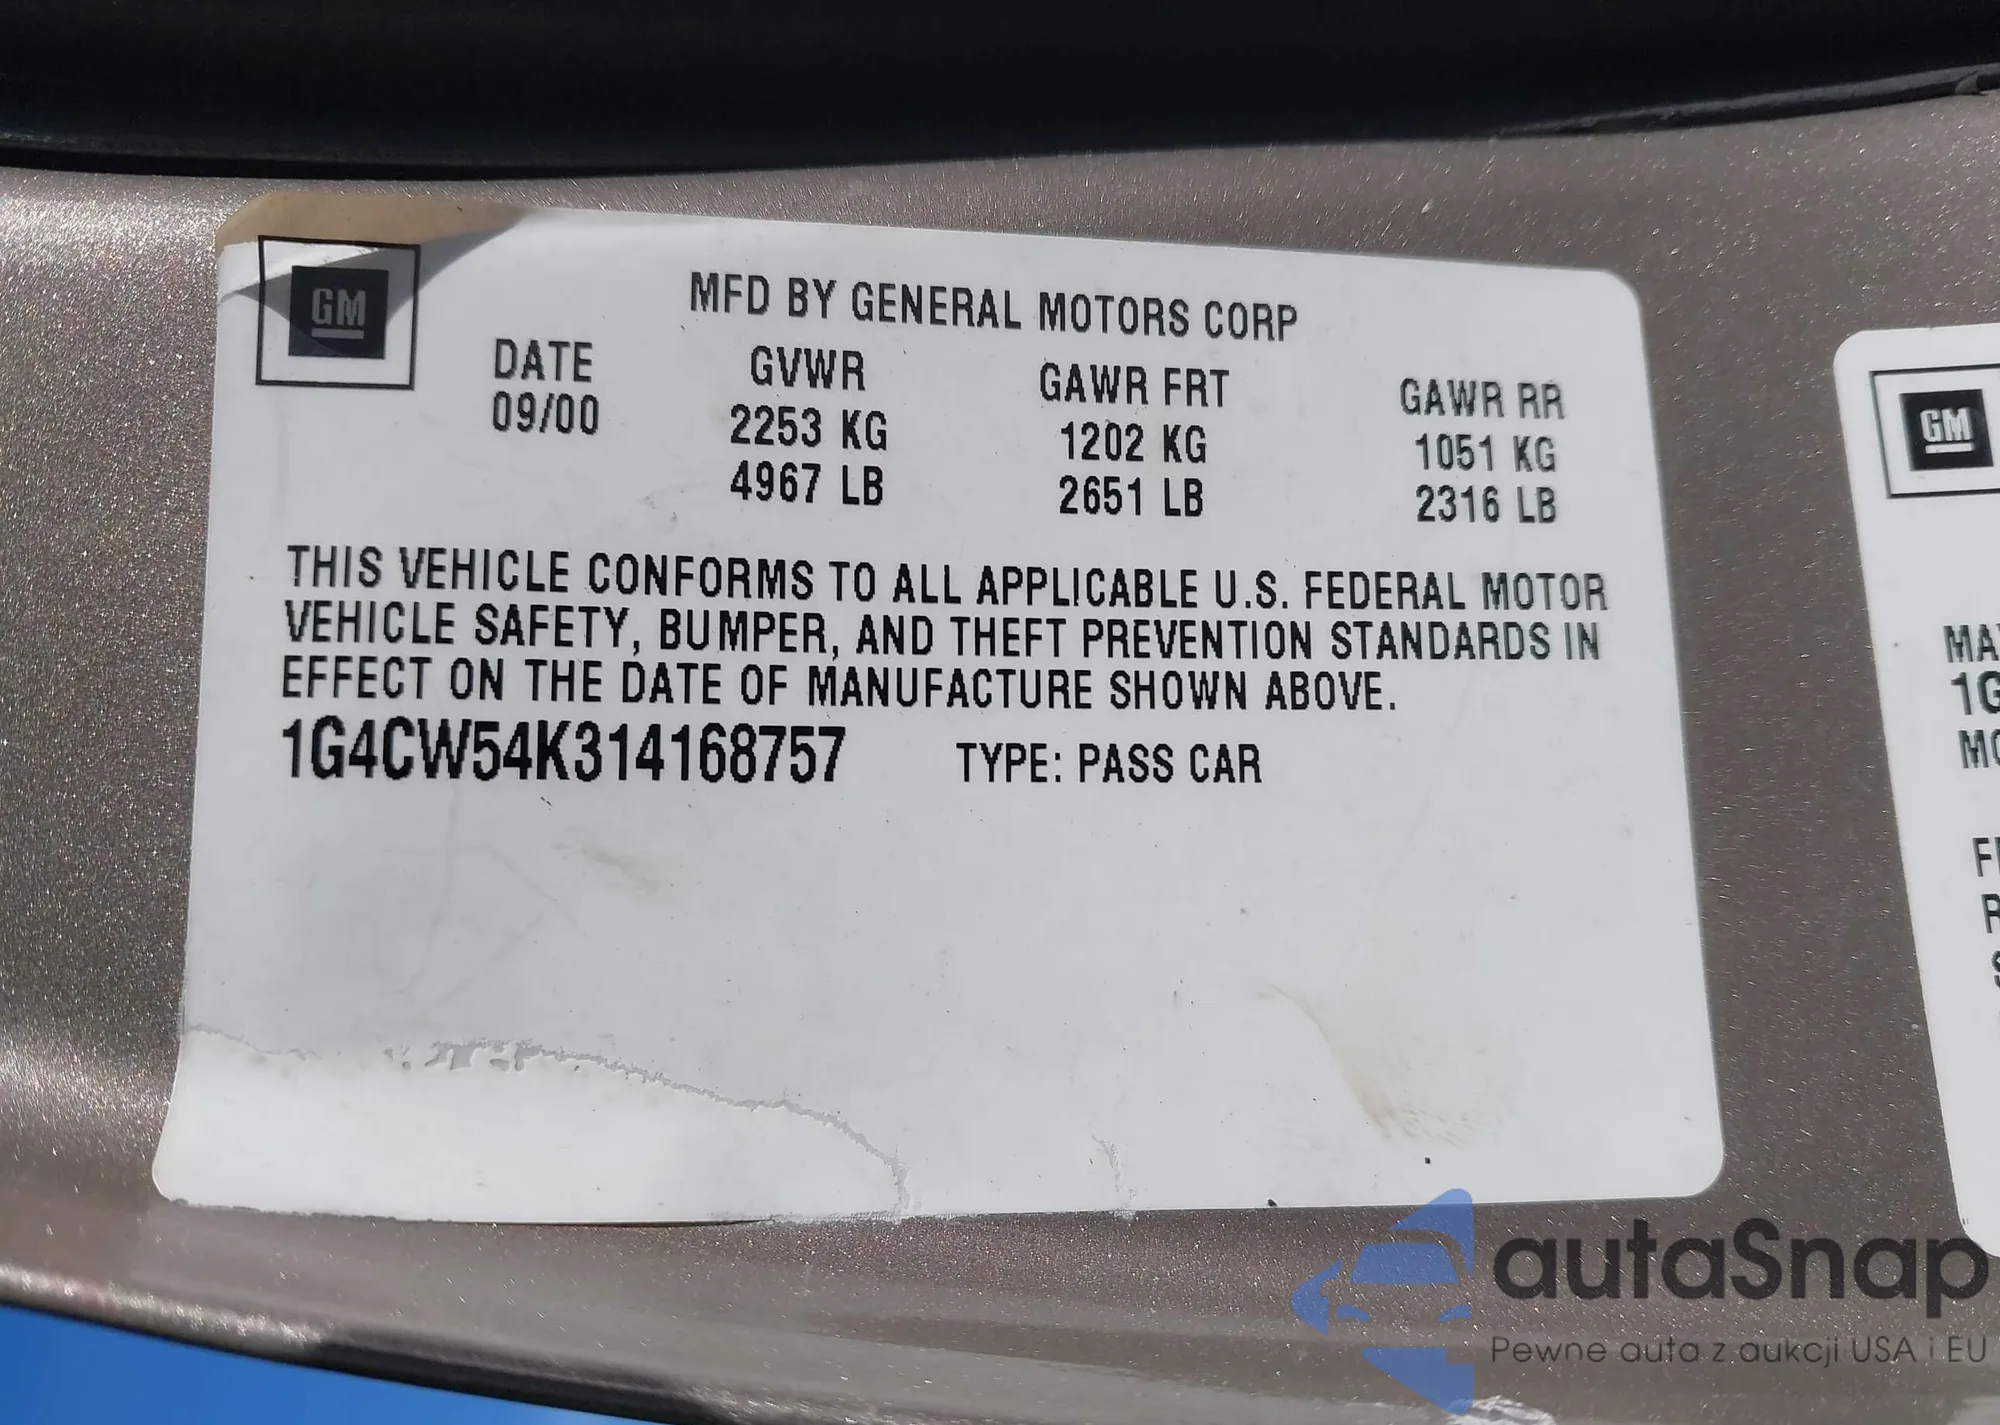 GM
MFD BY GENERAL MOTORS CORP
DATE GVWR GAWR FRT GAWR RR
09/00 2253 KG 1202 KG 1051 KG
4967 LB 2651 LB 2316 LB
THIS VEHICLE CONFORMS TO ALL APPLICABLE U.S. FEDERAL MOTOR
VEHICLE SAFETY, BUMPER, AND THEFT PREVENTION STANDARDS IN
EFFECT ON THE DATE OF MANUFACTURE SHOWN ABOVE.
1G4CW54K314168757 TYPE: PASS CAR
GM
1G
autaSnap
Pewne auta z aukcji USA i EU